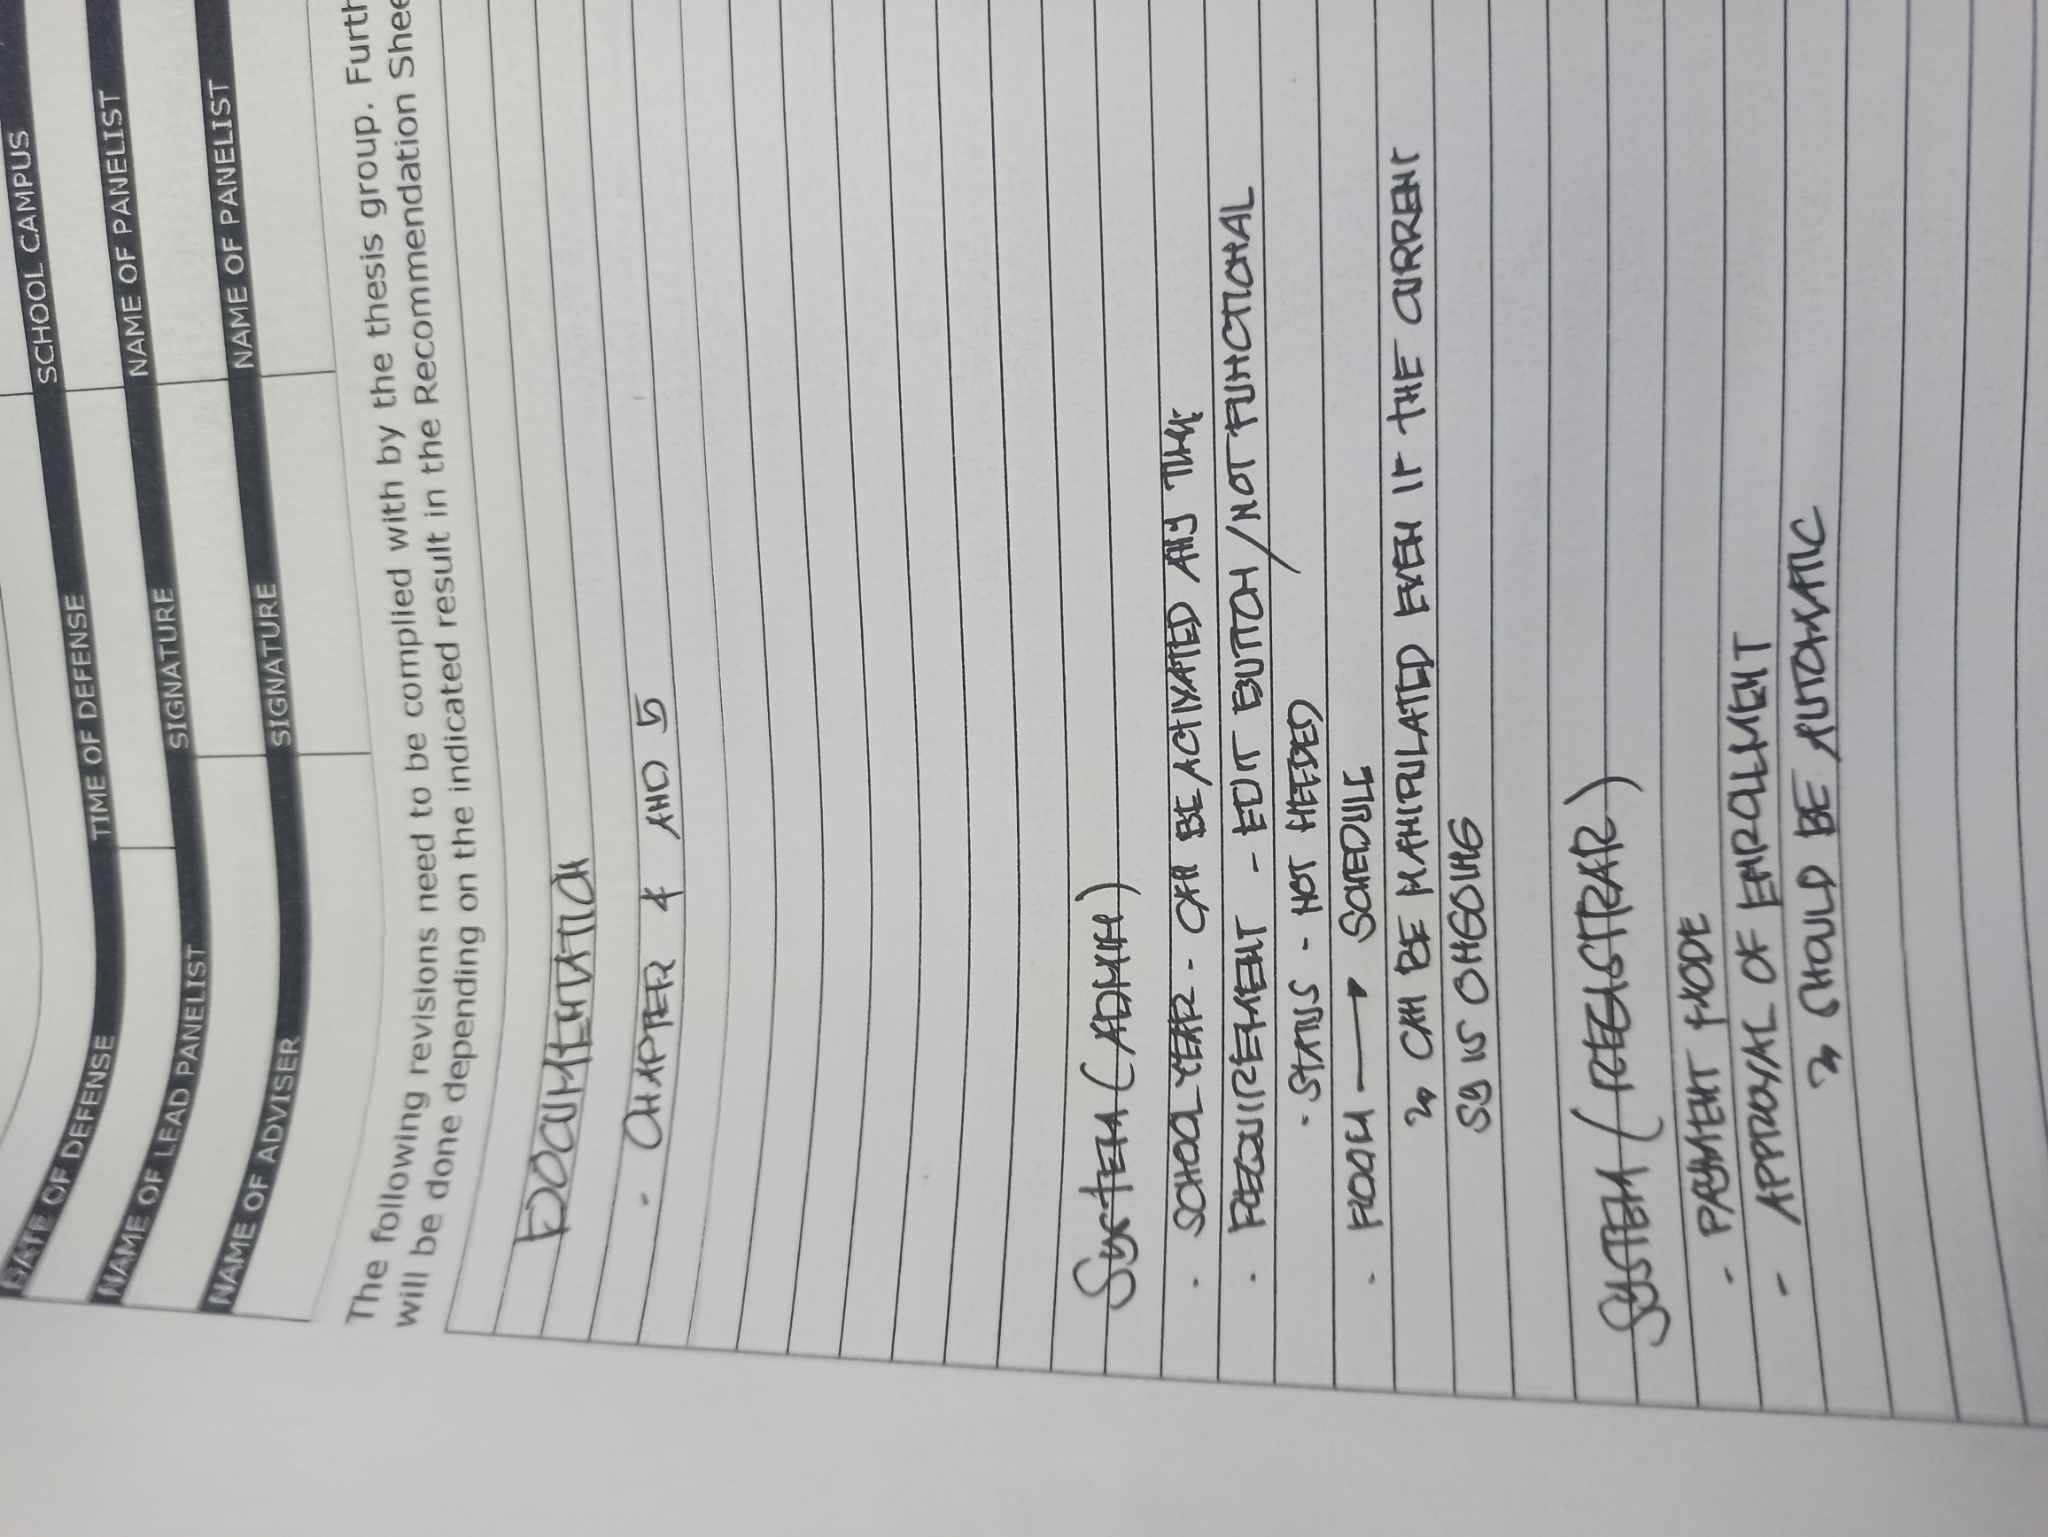 DATE OF DEFENSE TIME OF DEFENSE SCHOOL CAMPUS
NAME OF LEAD PANELIST SIGNATURE NAME OF PANELIST
NAME OF ADVISER SIGNATURE NAME OF PANELIST
The following revisions need to be complied with by the thesis group. Furth
will be done depending on the indicated result in the Recommendation Shee
DOCUMENTATION
- CHAPTER 4 AND 5
SYSTEM (ADMIN)
- SCHOOL YEAR - CAN BE ACTIVATED ANY TIME
- REQUIREMENT - EDIT BUTTON / NOT FUNCTIONAL
- STATUS - NOT NEEDED
- ROOM → SCHEDULE
↳ CAN BE MANIPULATED EVEN IF THE CURRENT
SY IS ONGOING
SYSTEM (REGISTRAR)
- PAYMENT MODE
- APPROVAL OF ENROLLMENT
↳ SHOULD BE AUTOMATIC